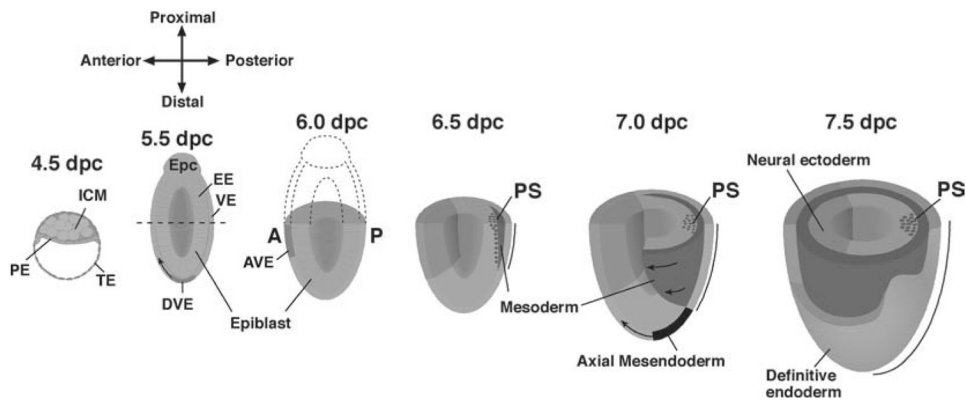 Proximal
Anterior
Posterior
Distal
4.5 dpc
ICM
PE
TE
5.5 dpc
Epc
EE
VE
DVE
Epiblast
6.0 dpc
A
P
AVE
6.5 dpc
PS
Mesoderm
7.0 dpc
PS
Axial Mesendoderm
7.5 dpc
Neural ectoderm
PS
Definitive
endoderm